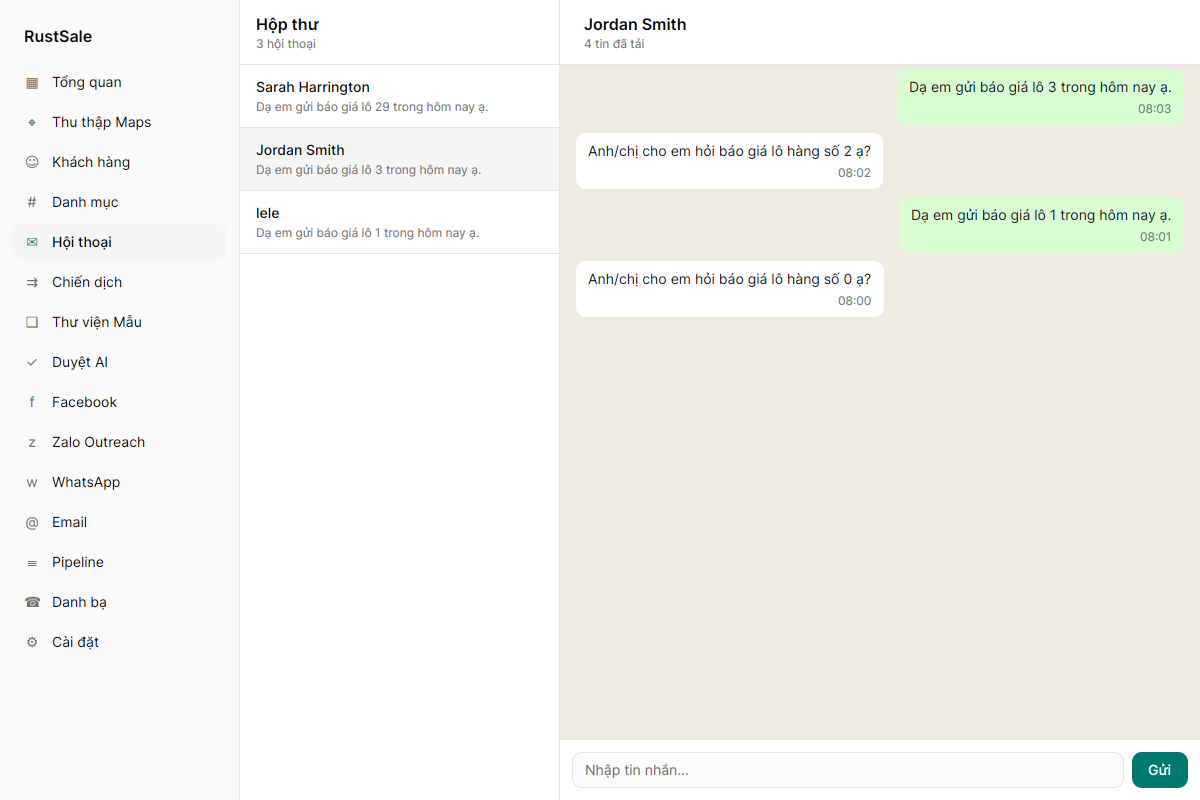 RustSale
Tổng quan
Thu thập Maps
Khách hàng
# Danh mục
Hội thoại
Chiến dịch
Thư viện Mẫu
Duyệt AI
f Facebook
z Zalo Outreach
w WhatsApp
@ Email
Pipeline
Danh bạ
Cài đặt
Hộp thư
3 hội thoại
Sarah Harrington
Dạ em gửi báo giá lô 29 trong hôm nay ạ.
Jordan Smith
Dạ em gửi báo giá lô 3 trong hôm nay ạ.
lele
Dạ em gửi báo giá lô 1 trong hôm nay ạ.
Jordan Smith
4 tin đã tải
Dạ em gửi báo giá lô 3 trong hôm nay ạ.
08:03
Anh/chị cho em hỏi báo giá lô hàng số 2 ạ?
08:02
Dạ em gửi báo giá lô 1 trong hôm nay ạ.
08:01
Anh/chị cho em hỏi báo giá lô hàng số 0 ạ?
08:00
Nhập tin nhắn...
Gửi